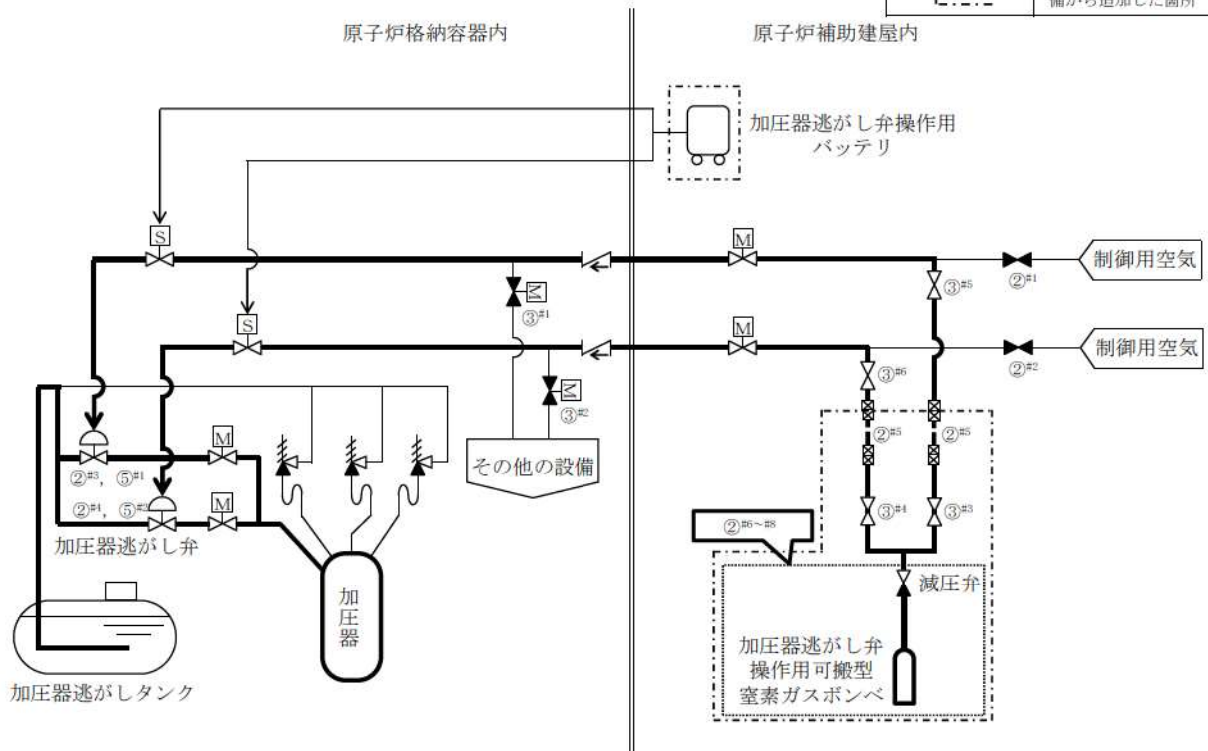 備から追加した箇所
原子炉格納容器内
原子炉補助建屋内
加圧器逃がし弁操作用
バッテリ
S
M
制御用空気
②#1
③#5
M
③#1
S
M
制御用空気
②#2
③#6
M
③#2
②#5
②#5
M
その他の設備
②#3, ⑤#1
②#4, ⑤#2
M
③#4
③#3
②#6~#8
加圧器逃がし弁
減圧弁
加圧器
加圧器逃がし弁
操作用可搬型
窒素ガスボンベ
加圧器逃がしタンク